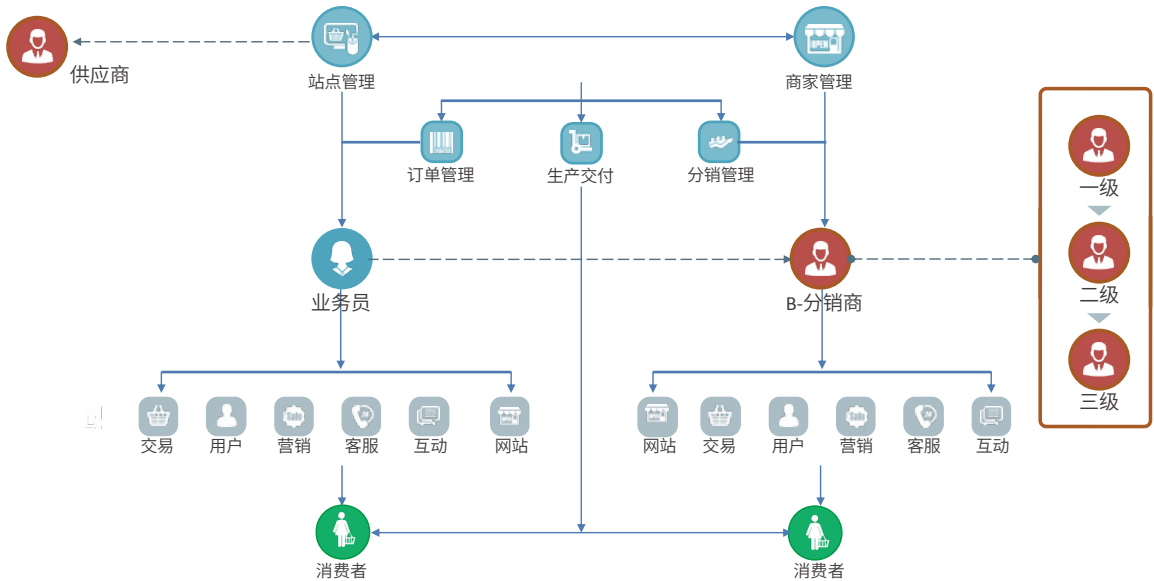 供应商
站点管理
商家管理
订单管理
生产交付
分销管理
一级
二级
三级
业务员
B-分销商
交易
用户
营销
客服
互动
网站
网站
交易
用户
营销
客服
互动
消费者
消费者
OPEN